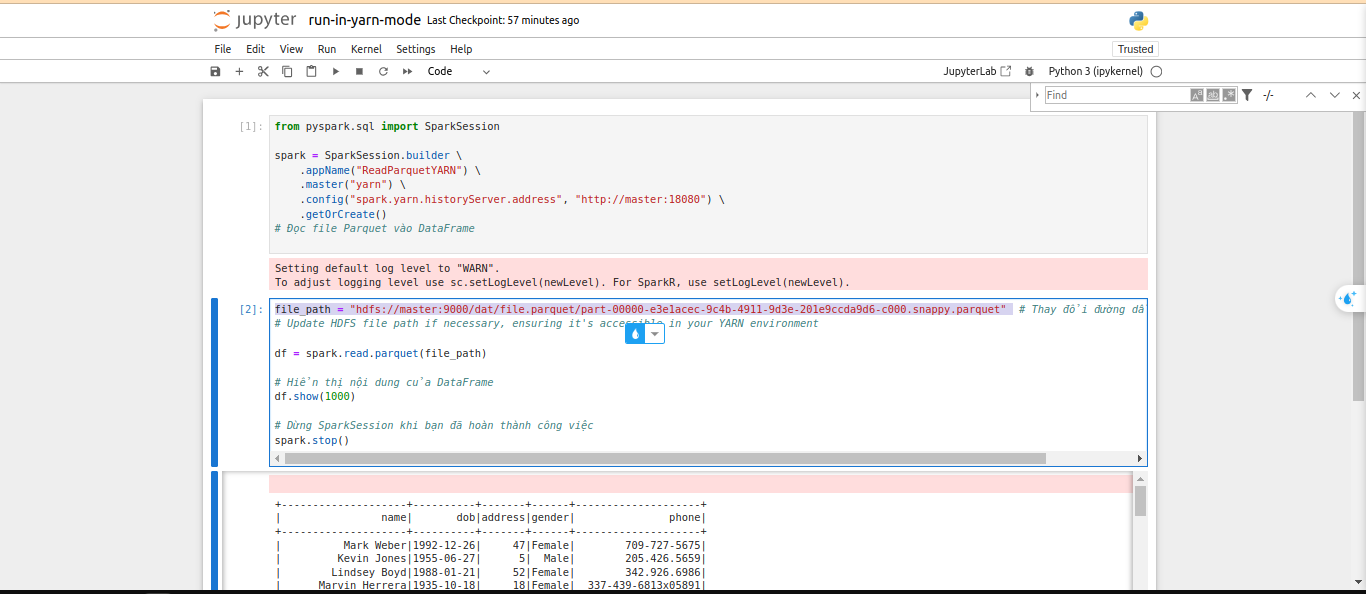 jupyter run-in-yarn-mode Last Checkpoint: 57 minutes ago
File Edit View Run Kernel Settings Help
Trusted
Code
JupyterLab
Python 3 (ipykernel)
Find
-/-
[1]:
from pyspark.sql import SparkSession
spark = SparkSession.builder \
.appName("ReadParquetYARN") \
.master("yarn") \
.config("spark.yarn.historyServer.address", "http://master:18080") \
.getOrCreate()
# Đọc file Parquet vào DataFrame
Setting default log level to "WARN".
To adjust logging level use sc.setLogLevel(newLevel). For SparkR, use setLogLevel(newLevel).
[2]:
file_path = "hdfs://master:9000/dat/file.parquet/part-00000-e3e1acec-9c4b-4911-9d3e-201e9ccda9d6-c000.snappy.parquet" # Thay đổi đường
# Update HDFS file path if necessary, ensuring it's accessible in your YARN environment
df = spark.read.parquet(file_path)
# Hiển thị nội dung của DataFrame
df.show(1000)
# Dừng SparkSession khi bạn đã hoàn thành công việc
spark.stop()
+--------------------+----------+-------+------+--------------------+
| name| dob|address|gender| phone|
+--------------------+----------+-------+------+--------------------+
| Mark Weber|1992-12-26| 47|Female| 709-727-5675|
| Kevin Jones|1955-06-27| 5| Male| 205.426.5659|
| Lindsey Boyd|1988-01-21| 52|Female| 342.926.6986|
| Marvin Herrera|1935-10-18| 18|Female| 337-439-6813x05891|